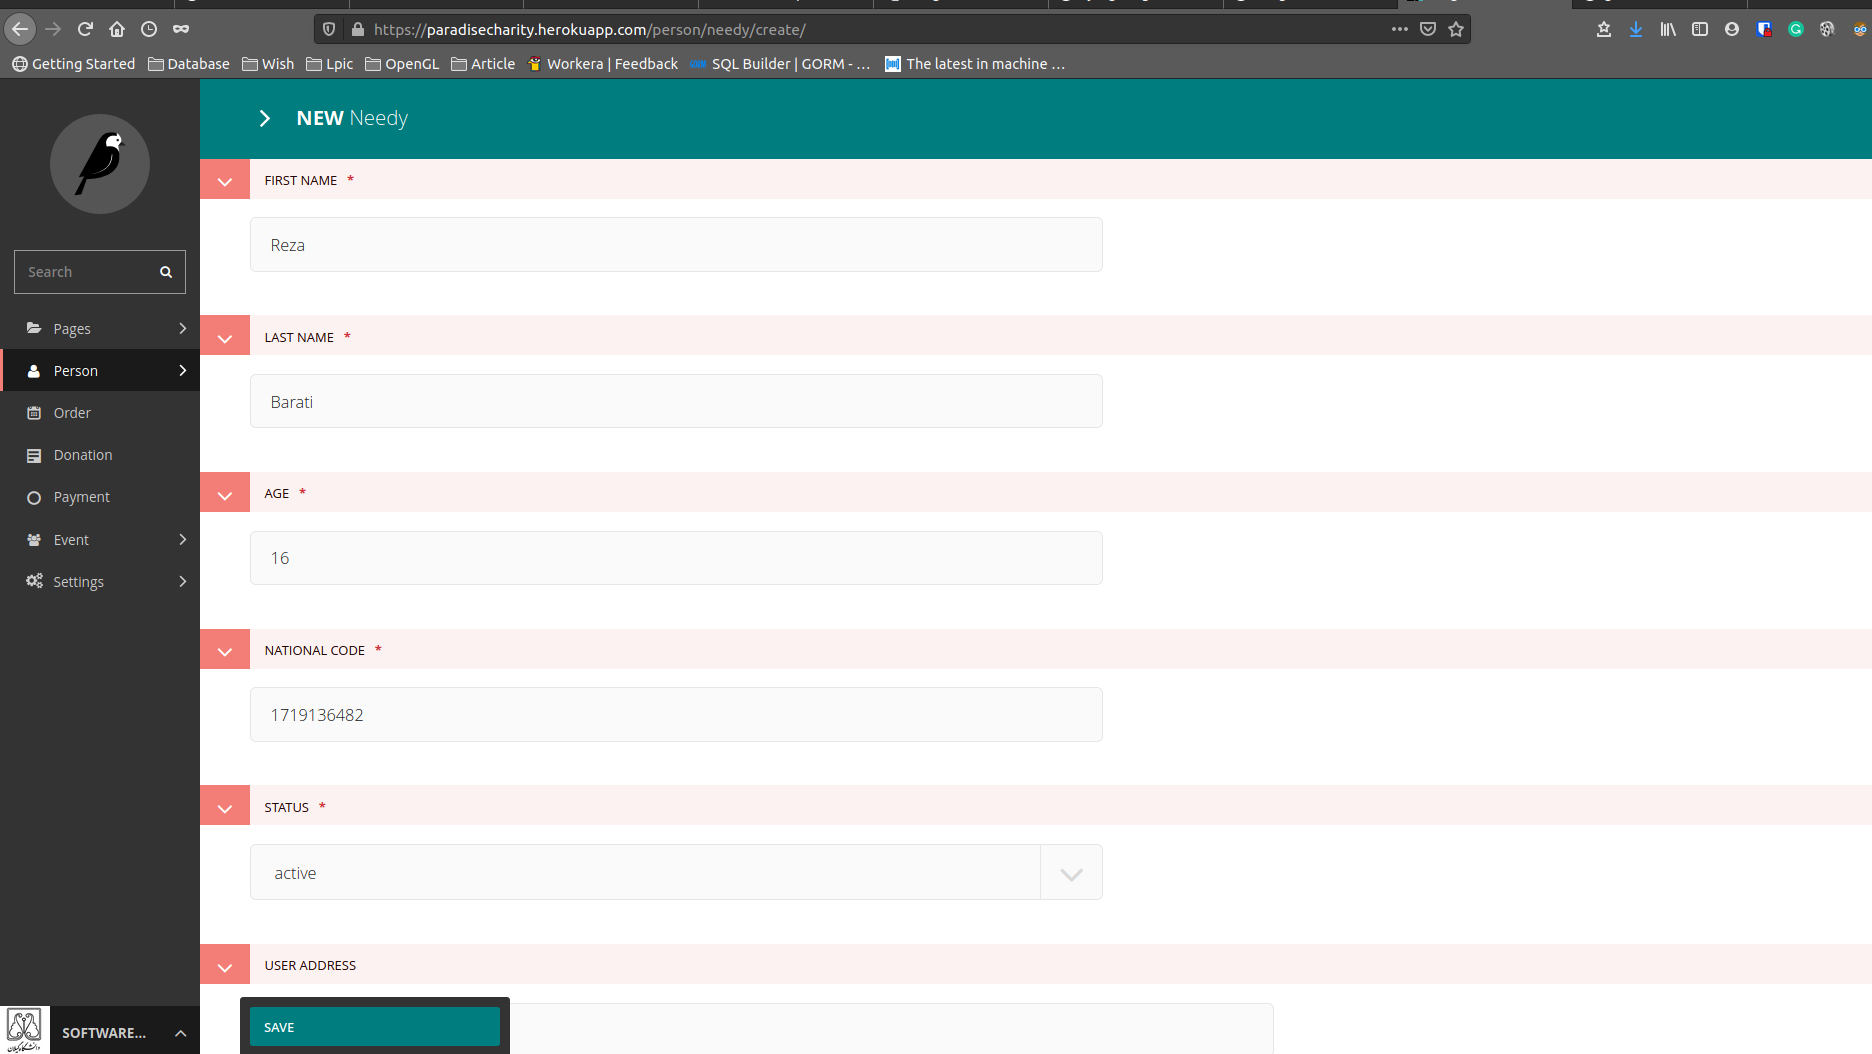 https://paradisecharity.herokuapp.com/person/needy/create/
Getting Started Database Wish Lpic OpenGL Article Workera | Feedback SQL Builder | GORM - ... The latest in machine ...
NEW Needy
Search
Pages
Person
Order
Donation
Payment
Event
Settings
SOFTWARE...
FIRST NAME *
Reza
LAST NAME *
Barati
AGE *
16
NATIONAL CODE *
1719136482
STATUS *
active
USER ADDRESS
SAVE